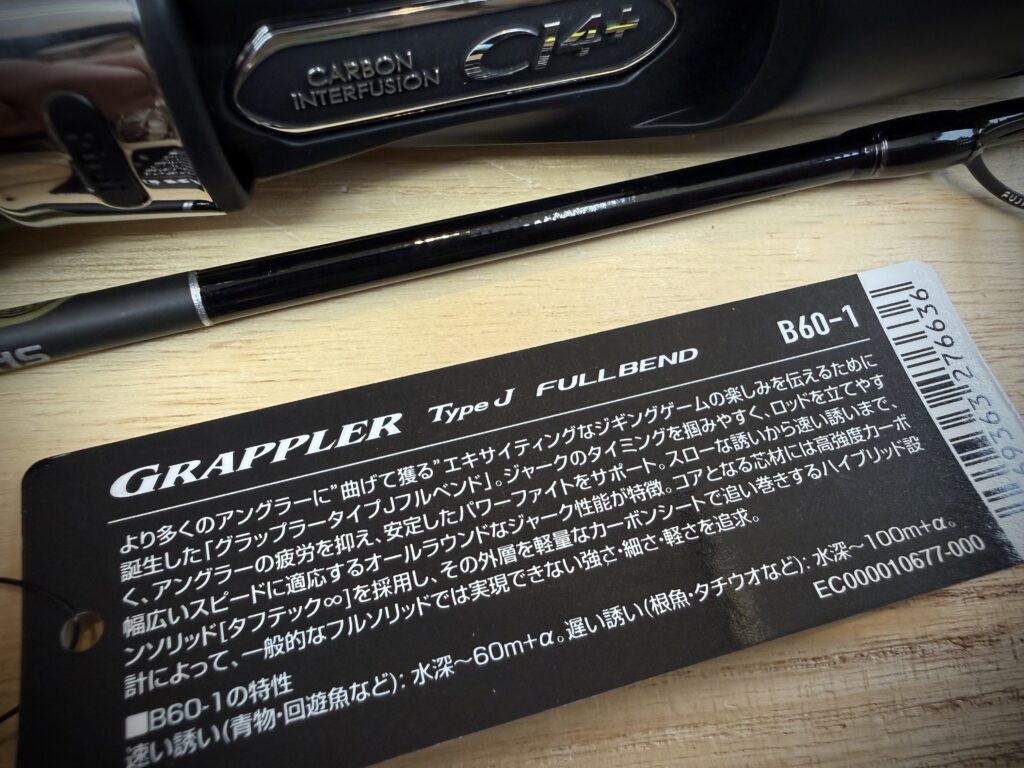 CARBON
INTERFUSION
CI4+
GRAPPLER Type J FULLBEND B60-1
より多くのアングラーに"曲げて獲る"エキサイティングなジギングゲームの楽しみを伝えるために
誕生した「グラップラータイプJフルベンド」。ジャークのタイミングを掴みやすく、ロッドを立てやす
く、アングラーの疲労を抑え、安定したパワーファイトをサポート。スローな誘いから速い誘いまで、
幅広いスピードに適応するオールラウンドなジャーク性能が特徴。コアとなる芯材には高強度カーボ
ンソリッド[タフテック∞]を採用し、その外層を軽量なカーボンシートで追い巻きするハイブリッド設
計によって、一般的なフルソリッドでは実現できない強さ・細さ・軽さを追求。
■B60-1の特性
速い誘い(青物・回遊魚など): 水深〜60m+α。遅い誘い(根魚・タチウオなど): 水深〜100m+α。
EC000010677-000